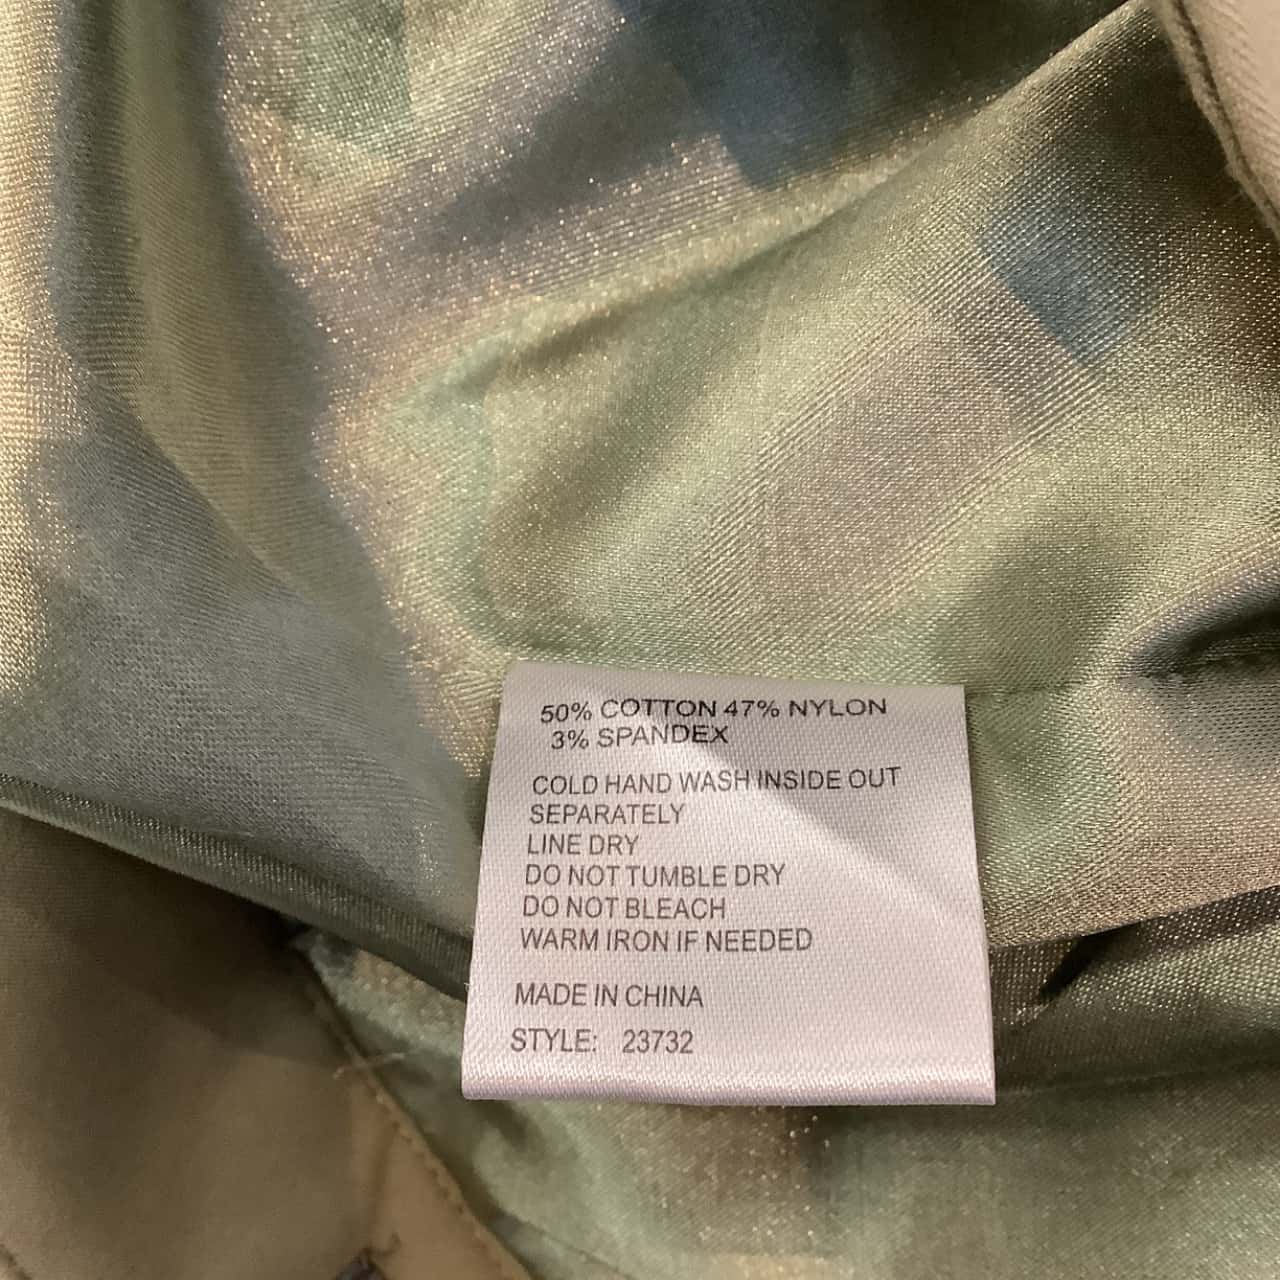 50% COTTON 47% NYLON
3% SPANDEX
COLD HAND WASH INSIDE OUT
SEPARATELY
LINE DRY
DO NOT TUMBLE DRY
DO NOT BLEACH
WARM IRON IF NEEDED
MADE IN CHINA
STYLE: 23732